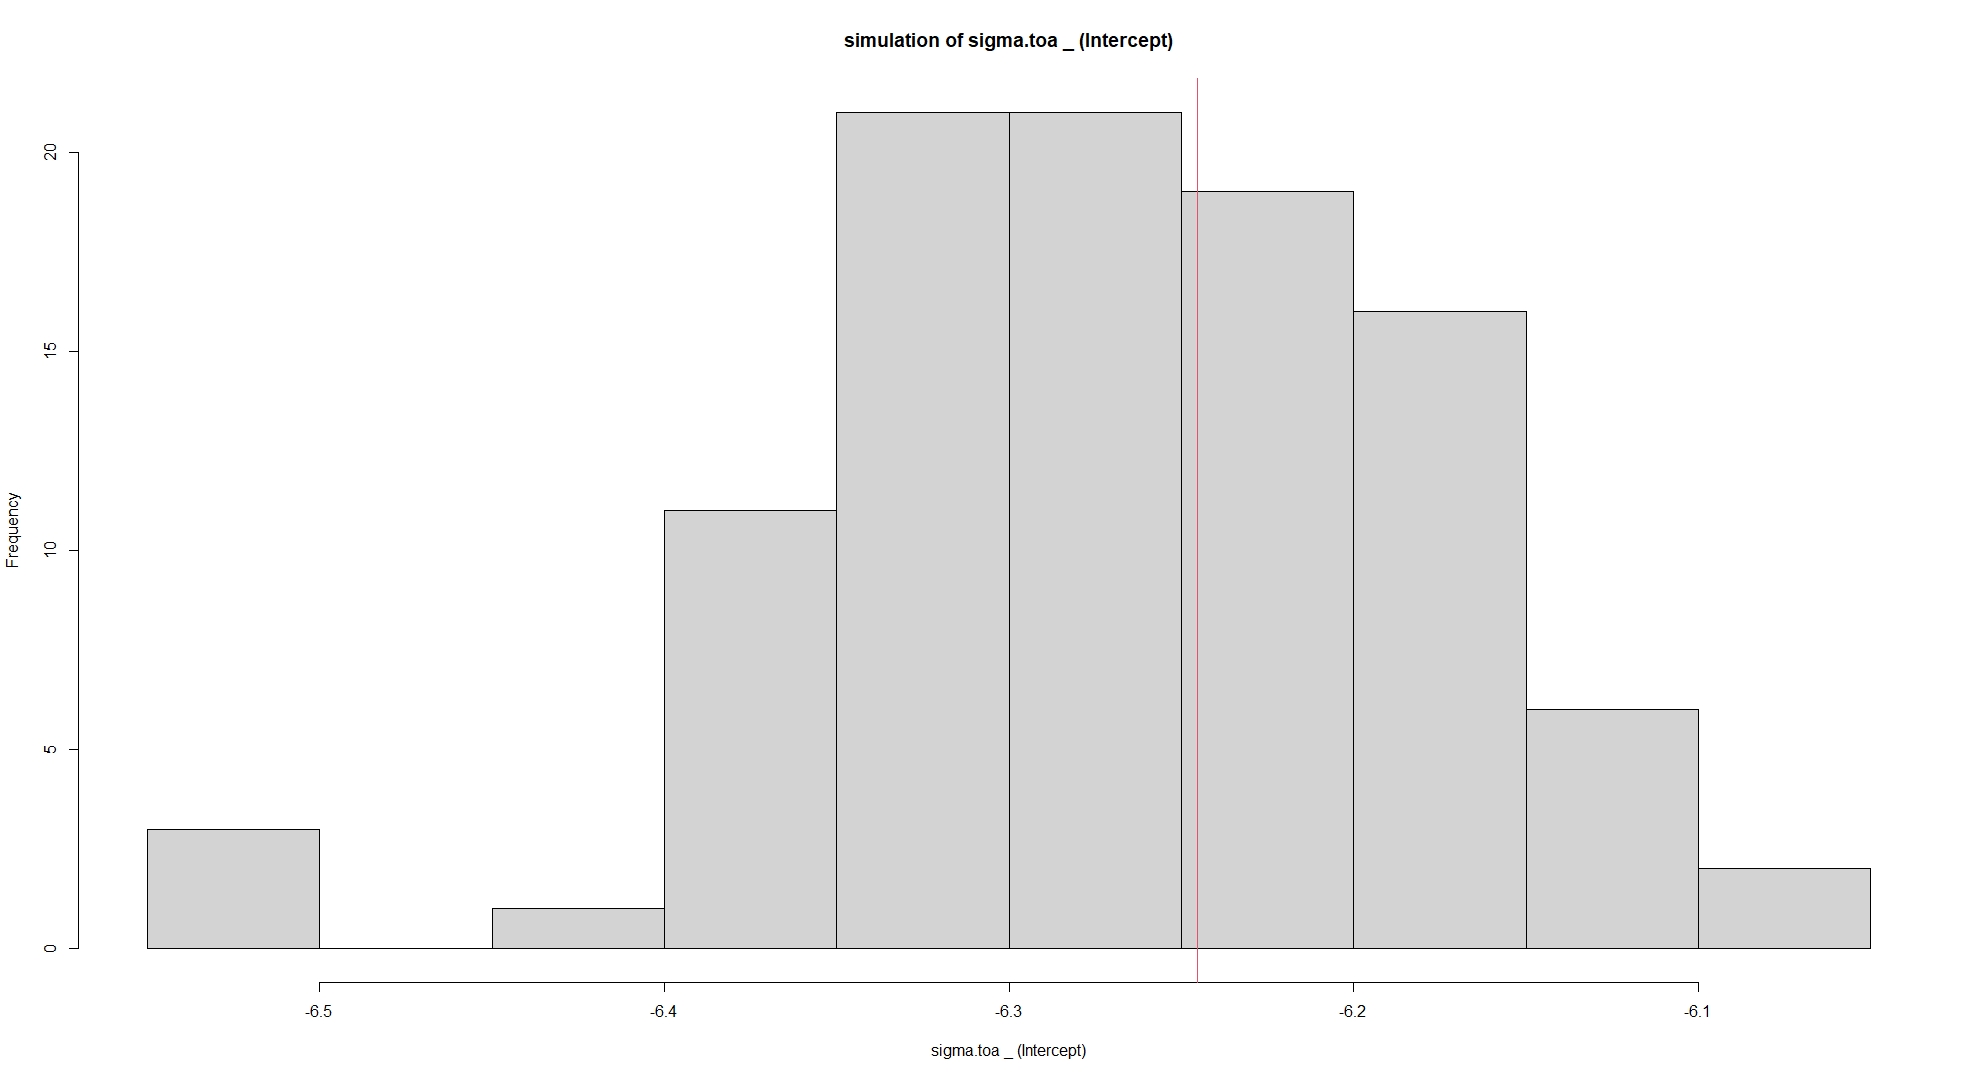 simulation of sigma.toa _ (Intercept)
Frequency
20
15
10
5
0
-6.5 -6.4 -6.3 -6.2 -6.1
sigma.toa _ (Intercept)